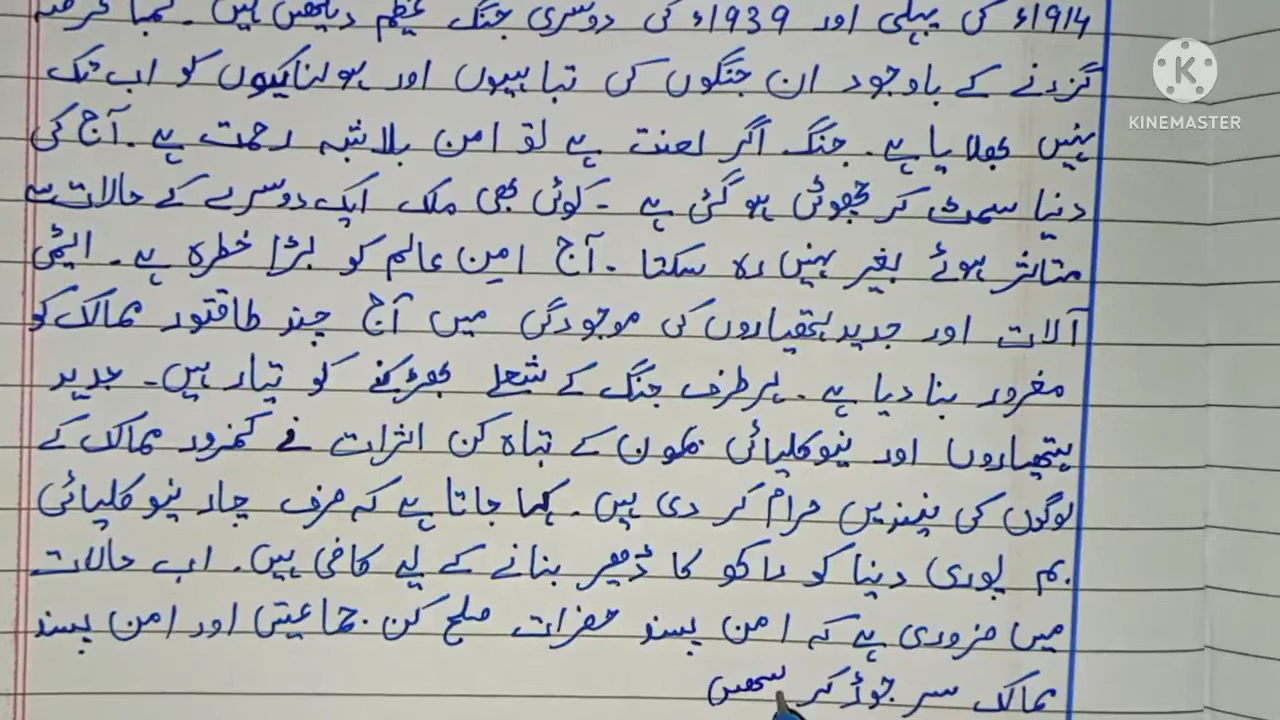 1914ء کی پہلی اور 1939ء کی دوسری جنگ عظیم دیکھیں ہیں۔ لمبا عرصہ
گزرنے کے باوجود ان جنگوں کی تباہیوں اور ہولناکیوں کو اب تک
نہیں بھلا یا ہے۔ جنگ اگر لعنت ہے تو امن بلا شبہ رحمت ہے۔ آج کی
دنیا سمٹ کر چھوٹی ہو گئی ہے۔ کوئی بھی ملک ایک دوسرے کے حالات سے
متاثر ہوئے بغیر نہیں رہ سکتا۔ آج امن عالم کو بڑا خطرہ ہے۔ ایٹمی
آلات اور جدید ہتھیاروں کی موجودگی میں آج چند طاقتور ممالک کو
مغرور بنا دیا ہے۔ ہر طرف جنگ کے شعلے بھڑکنے کو تیار ہیں۔ جدید
ہتھیاروں اور نیوکلیائی بموں کے تباہ کن اثرات نے کمزور ممالک کے
لوگوں کی نیندیں حرام کر دی ہیں۔ کہا جاتا ہے کہ صرف چار نیوکلیائی
بم پوری دنیا کو راکھ کا ڈھیر بنانے کے لیے کافی ہیں۔ اب حالات
میں ضروری ہے کہ امن پسند حضرات صلح کن جماعتیں اور امن پسند
ممالک سر جوڑ کر
KINEMASTER